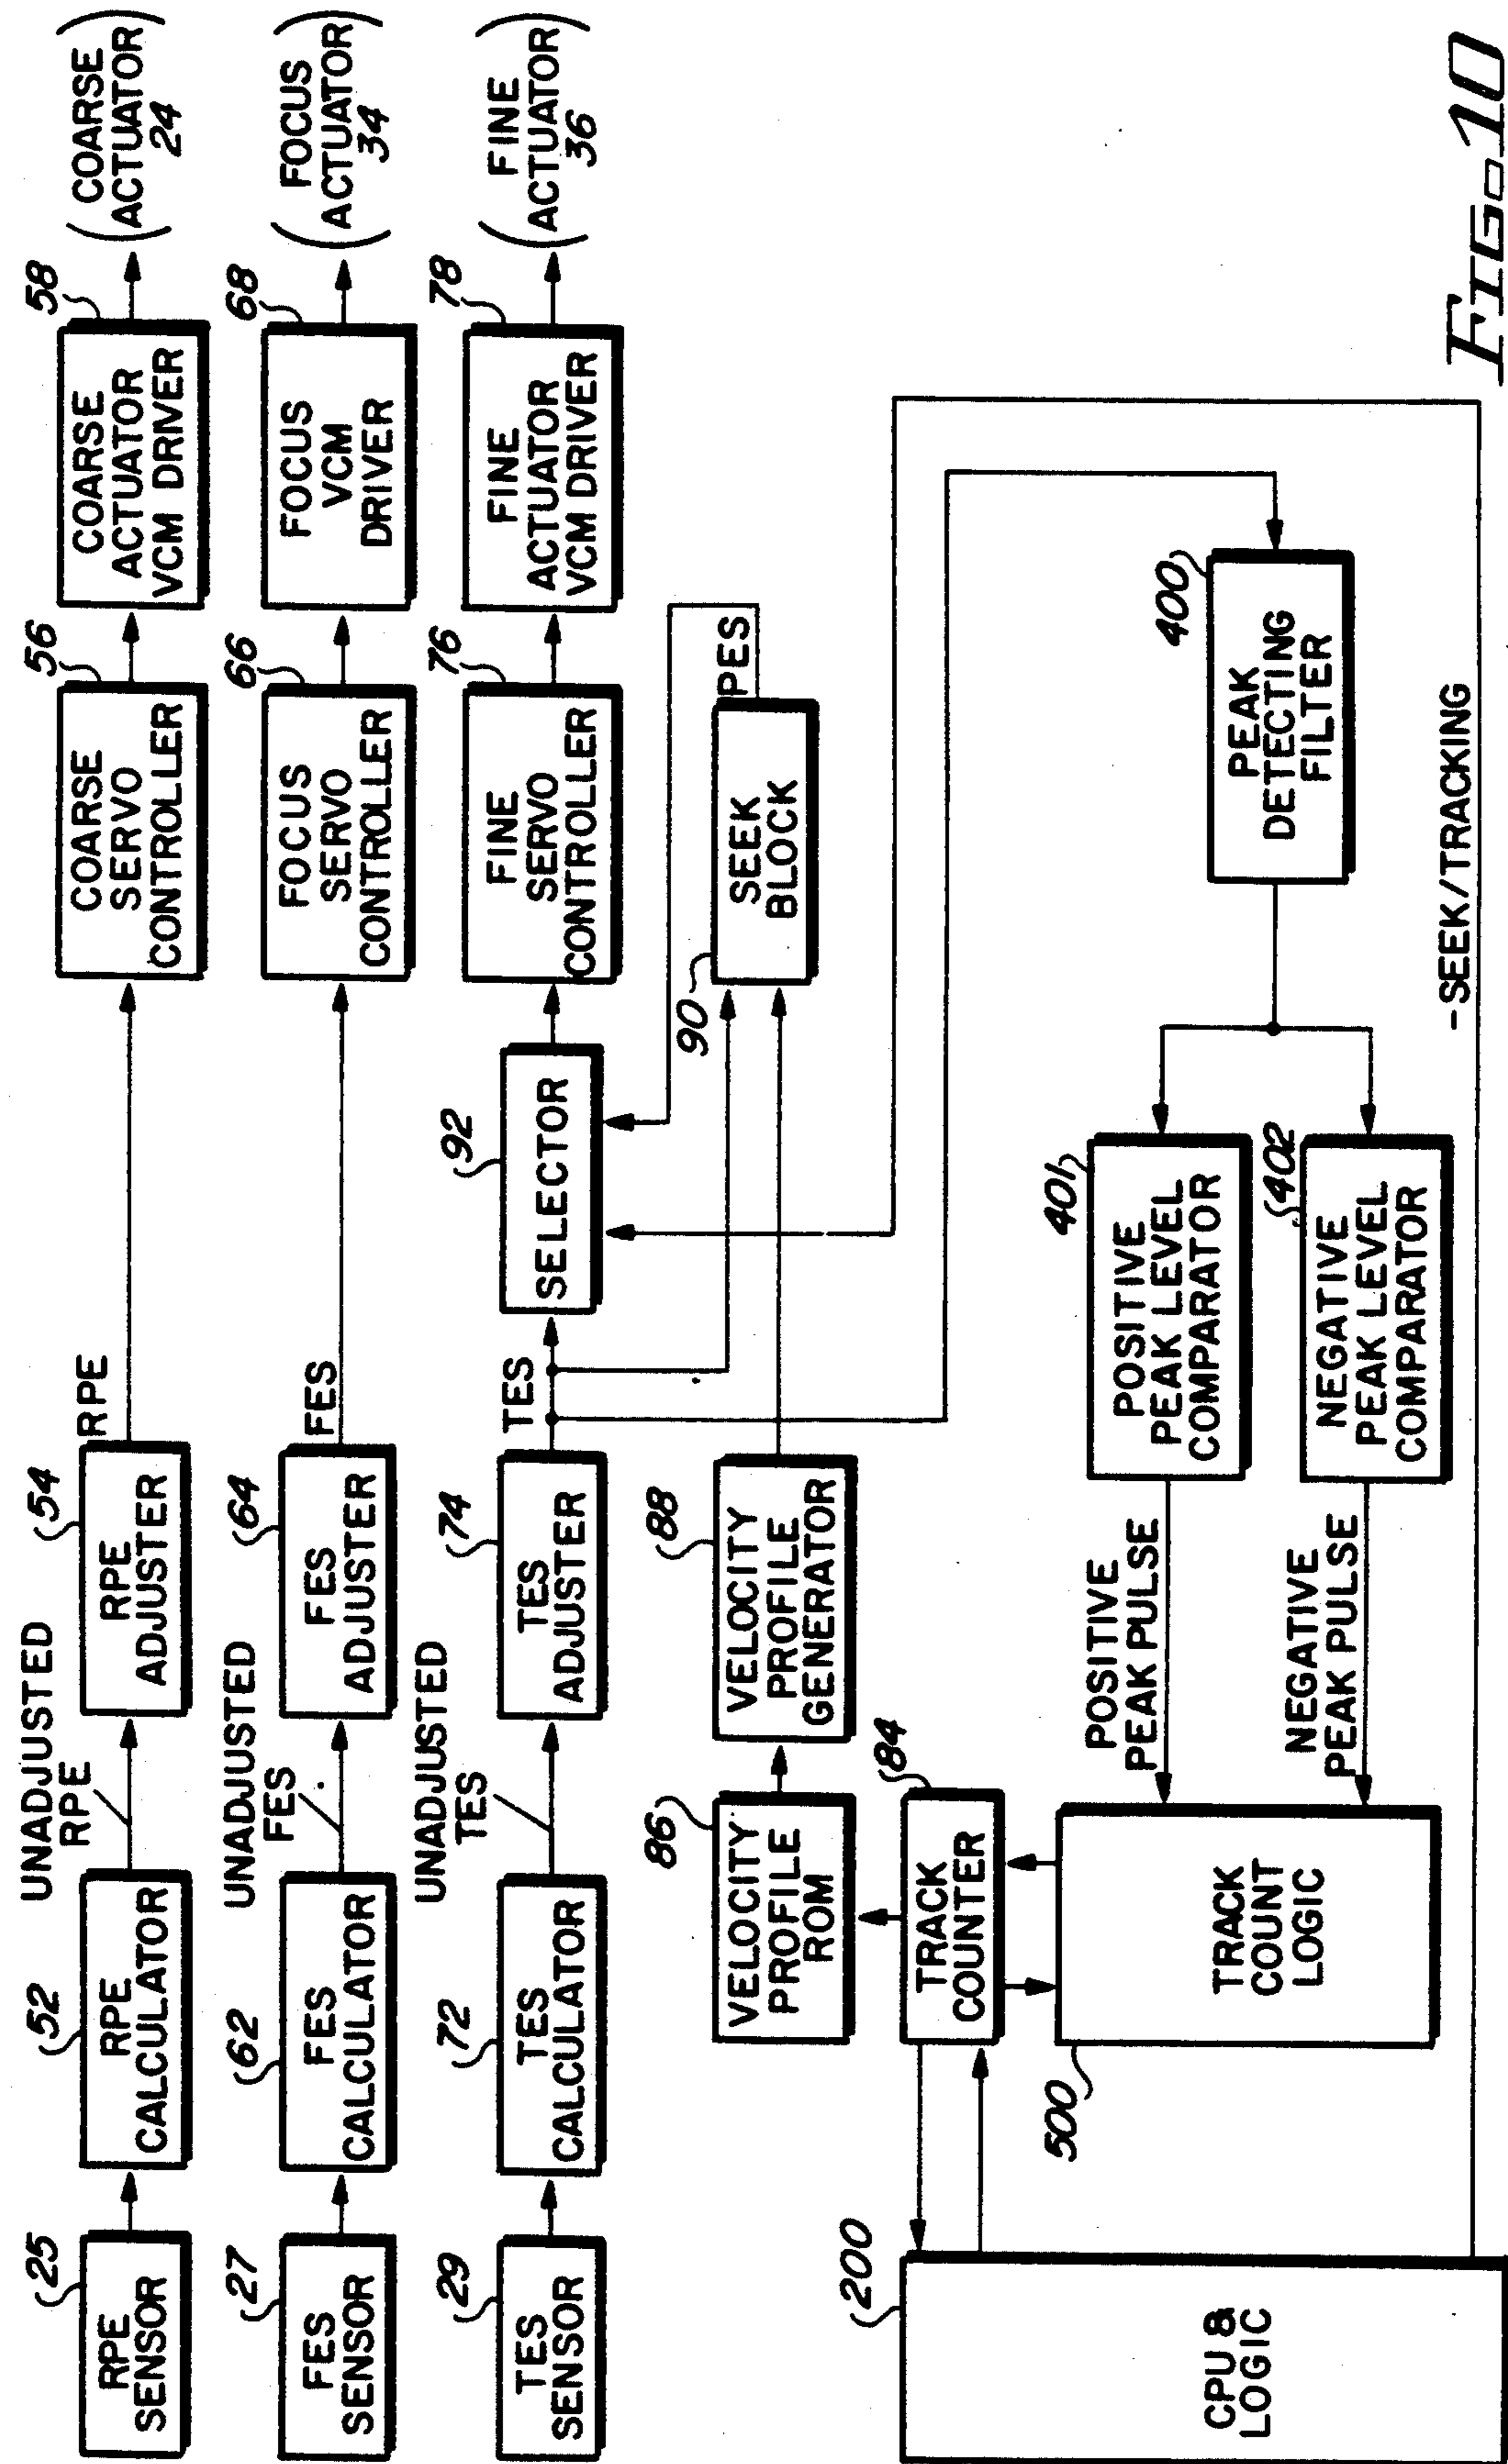 25
RPE
SENSOR
52
RPE
CALCULATOR
UNADJUSTED
RPE
54
RPE
ADJUSTER
RPE
56
COARSE
SERVO
CONTROLLER
58
COARSE
ACTUATOR
VCM DRIVER
(COARSE
ACTUATOR)
24
27
FES
SENSOR
62
FES
CALCULATOR
UNADJUSTED
FES
64
FES
ADJUSTER
FES
66
FOCUS
SERVO
CONTROLLER
68
FOCUS
VCM
DRIVER
(FOCUS
ACTUATOR)
34
29
TES
SENSOR
72
TES
CALCULATOR
UNADJUSTED
TES
74
TES
ADJUSTER
TES
92
SELECTOR
76
FINE
SERVO
CONTROLLER
78
FINE
ACTUATOR
VCM DRIVER
(FINE
ACTUATOR)
36
86
VELOCITY
PROFILE
ROM
88
VELOCITY
PROFILE
GENERATOR
90
SEEK
BLOCK
PES
200
CPU &
LOGIC
84
TRACK
COUNTER
500
TRACK
COUNT
LOGIC
POSITIVE
PEAK PULSE
NEGATIVE
PEAK PULSE
401
POSITIVE
PEAK LEVEL
COMPARATOR
402
NEGATIVE
PEAK LEVEL
COMPARATOR
400
PEAK
DETECTING
FILTER
-SEEK/TRACKING
FIG.10